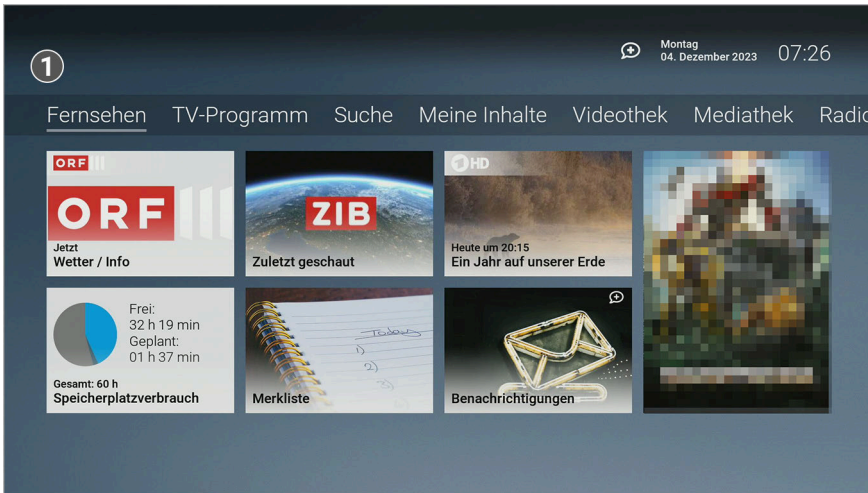 1
Montag
04. Dezember 2023
07:26
Fernsehen TV-Programm Suche Meine Inhalte Videothek Mediathek Radio
ORF
ORF
Jetzt
Wetter / Info
ZIB
Zuletzt geschaut
HD
Heute um 20:15
Ein Jahr auf unserer Erde
Frei:
32 h 19 min
Geplant:
01 h 37 min
Gesamt: 60 h
Speicherplatzverbrauch
Today
1)
2)
3)
Merkliste
Benachrichtigungen